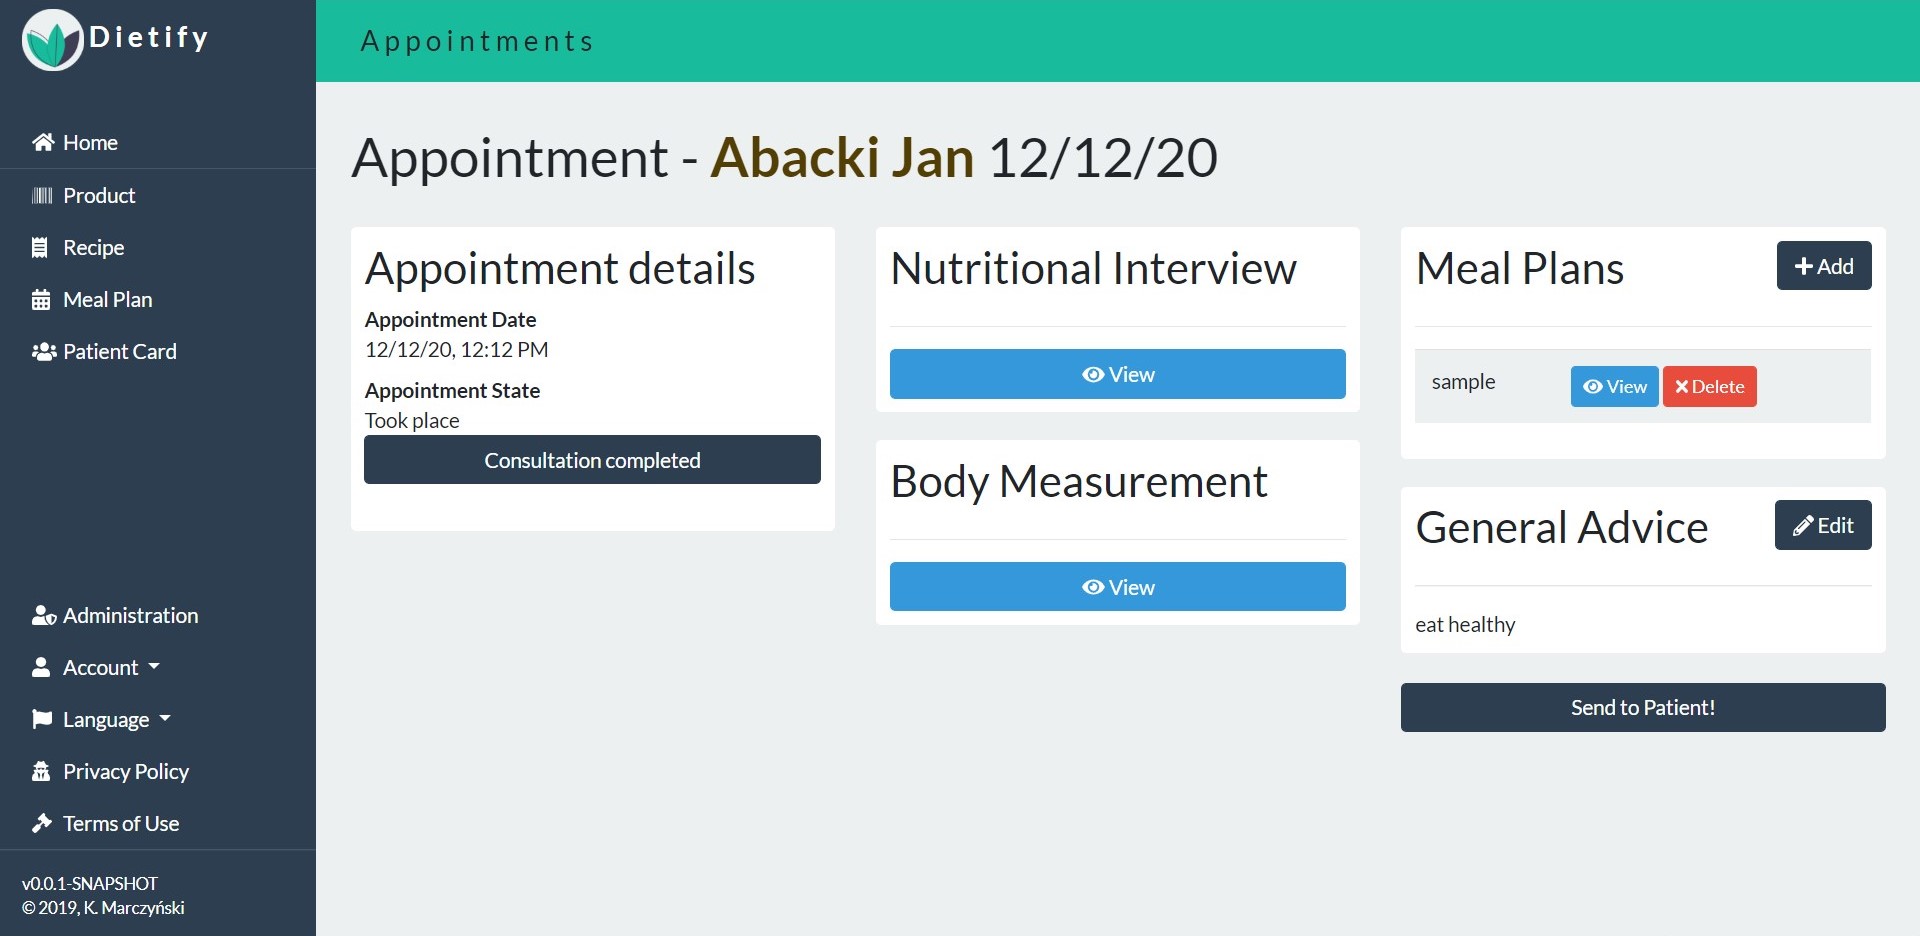 Dietify
Home
Product
Recipe
Meal Plan
Patient Card
Administration
Account
Language
Privacy Policy
Terms of Use
v0.0.1-SNAPSHOT
© 2019, K. Marczyński
Appointments
Appointment - Abacki Jan 12/12/20
Appointment details
Appointment Date
12/12/20, 12:12 PM
Appointment State
Took place
Consultation completed
Nutritional Interview
View
Body Measurement
View
Meal Plans
Add
sample
View
Delete
General Advice
Edit
eat healthy
Send to Patient!